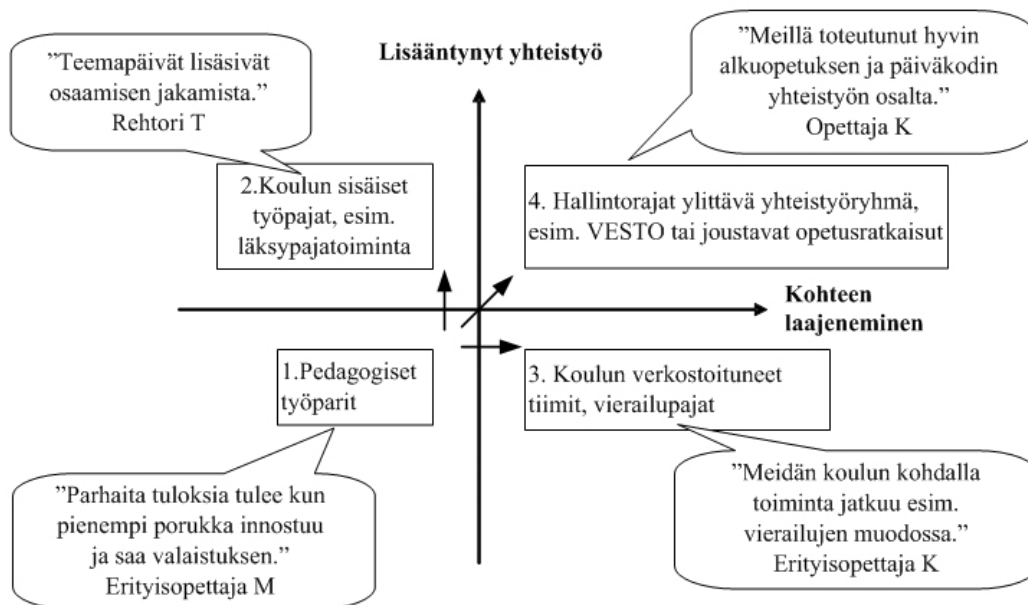 ”Teemapäivät lisäsivät
osaamisen jakamista.”
Rehtori T
Lisääntynyt yhteistyö
”Meillä toteutunut hyvin
alkuopetuksen ja päiväkodin
yhteistyön osalta.”
Opettaja K
2.Koulun sisäiset
työpajat, esim.
läksypajatoiminta
4. Hallintorajat ylittävä yhteistyöryhmä,
esim. VESTO tai joustavat opetusratkaisut
Kohteen
laajeneminen
1.Pedagogiset
työparit
3. Koulun verkostoituneet
tiimit, vierailupajat
”Parhaita tuloksia tulee kun
pienempi porukka innostuu
ja saa valaistuksen.”
Erityisopettaja M
”Meidän koulun kohdalla
toiminta jatkuu esim.
vierailujen muodossa.”
Erityisopettaja K